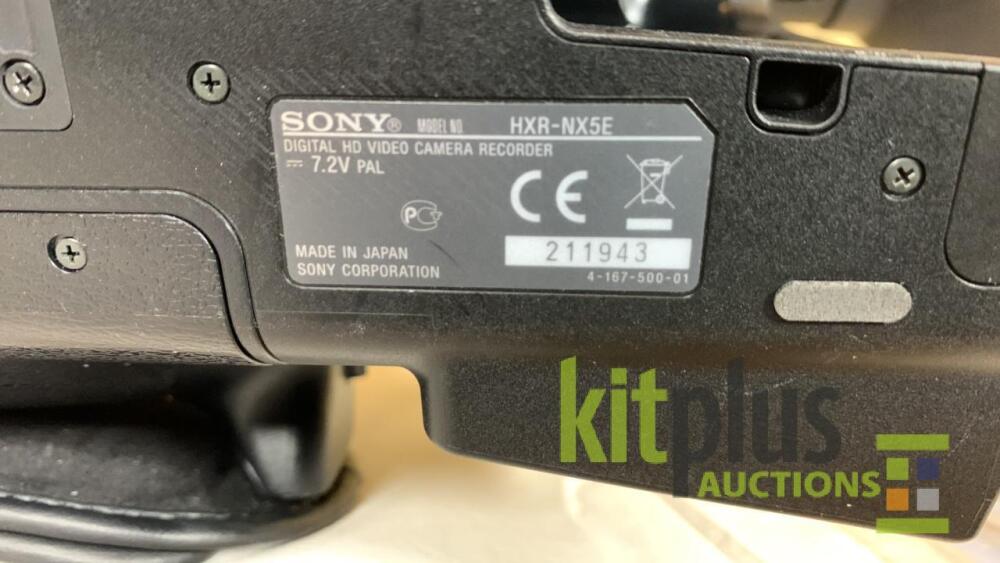 SONY® MODEL NO. HXR-NX5E
DIGITAL HD VIDEO CAMERA RECORDER
7.2V PAL
CE
PC
MADE IN JAPAN
SONY CORPORATION
211943
4-167-500-01
kitplus
AUCTIONS